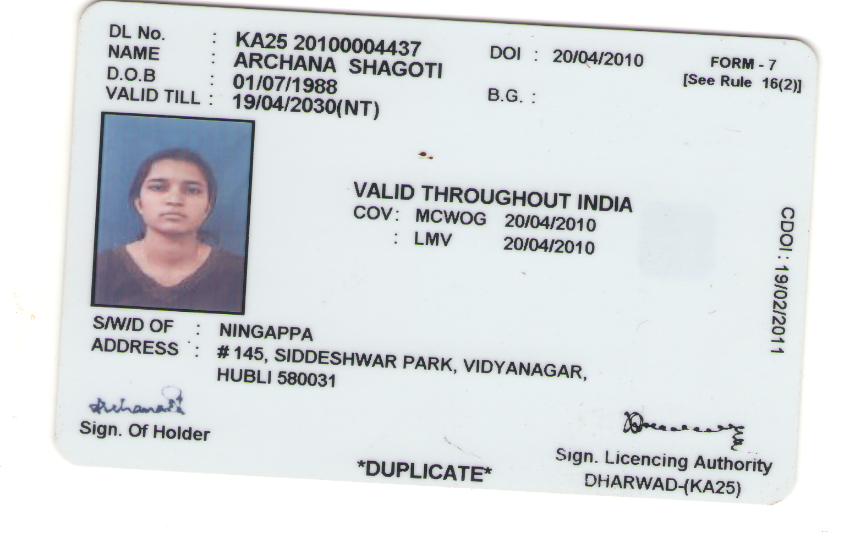 DL No. : KA25 20100004437 DOI : 20/04/2010 FORM - 7
NAME : ARCHANA SHAGOTI [See Rule 16(2)]
D.O.B : 01/07/1988 B.G. :
VALID TILL : 19/04/2030(NT)
VALID THROUGHOUT INDIA
COV: MCWOG 20/04/2010
: LMV 20/04/2010
CDOI: 19/02/2011
S/W/D OF : NINGAPPA
ADDRESS : # 145, SIDDESHWAR PARK, VIDYANAGAR,
HUBLI 580031
Sign. Of Holder
*DUPLICATE*
Sign. Licencing Authority
DHARWAD-(KA25)